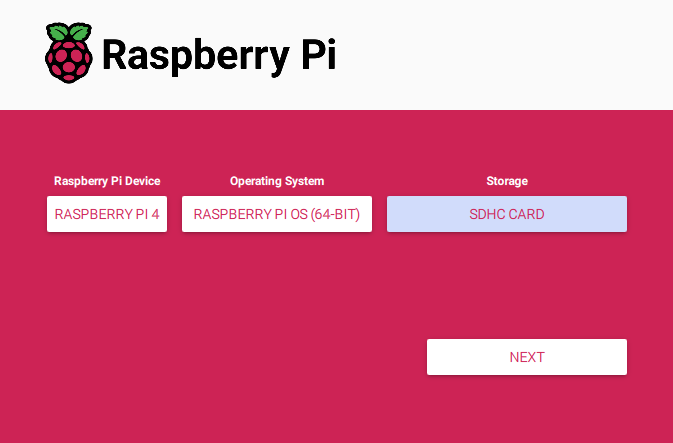 Raspberry Pi
Raspberry Pi Device
Operating System
Storage
RASPBERRY PI 4
RASPBERRY PI OS (64-BIT)
SDHC CARD
NEXT